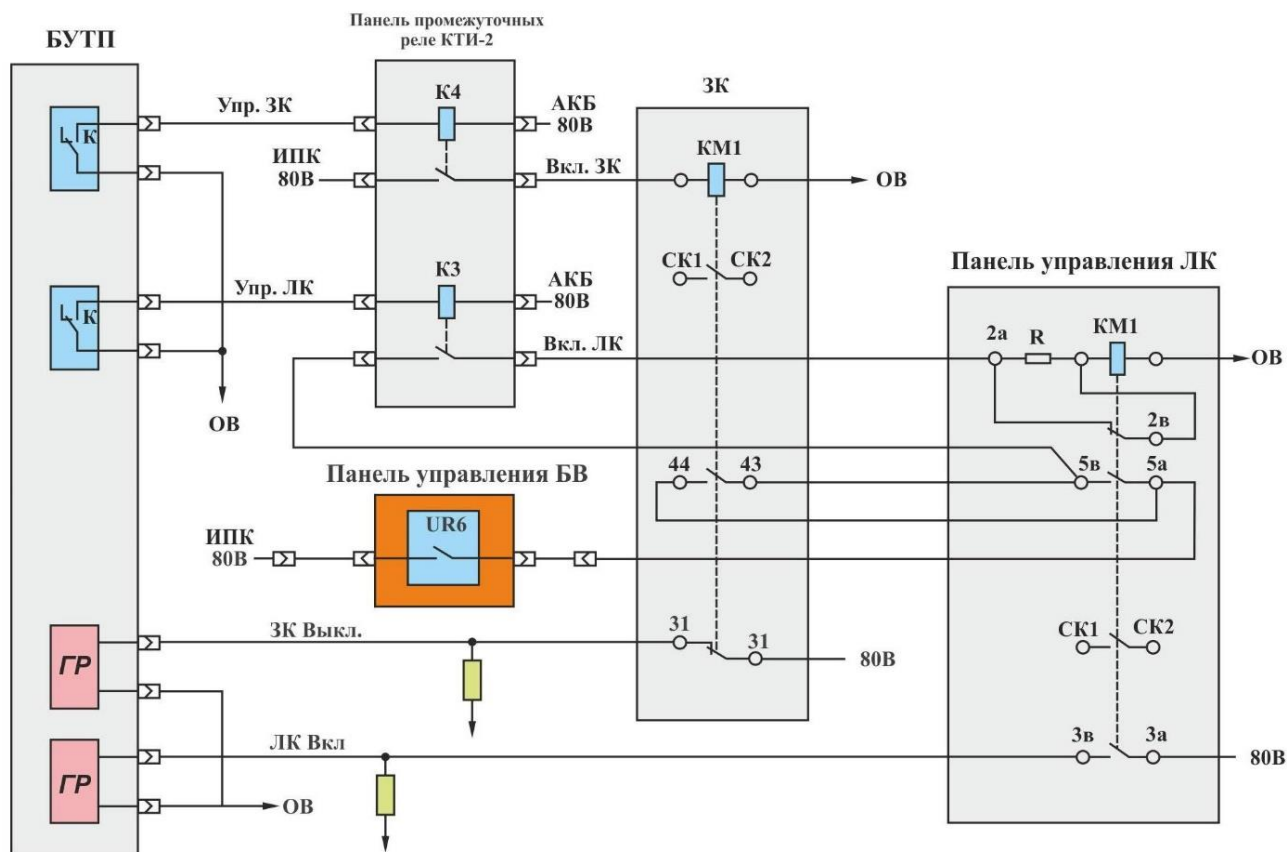 БУТП
Панель промежуточных
реле КТИ-2
К
Упр. ЗК
К4
АКБ
80В
ИПК
80В
Вкл. ЗК
ЗК
КМ1
ОВ
СК1
СК2
К
Упр. ЛК
К3
АКБ
80В
Вкл. ЛК
ОВ
Панель управления ЛК
2а
R
КМ1
ОВ
2в
44
43
5в
5а
Панель управления БВ
ИПК
80В
UR6
ГР
ЗК Выкл.
31
31
80В
СК1
СК2
ГР
ЛК Вкл
ОВ
3в
3а
80В